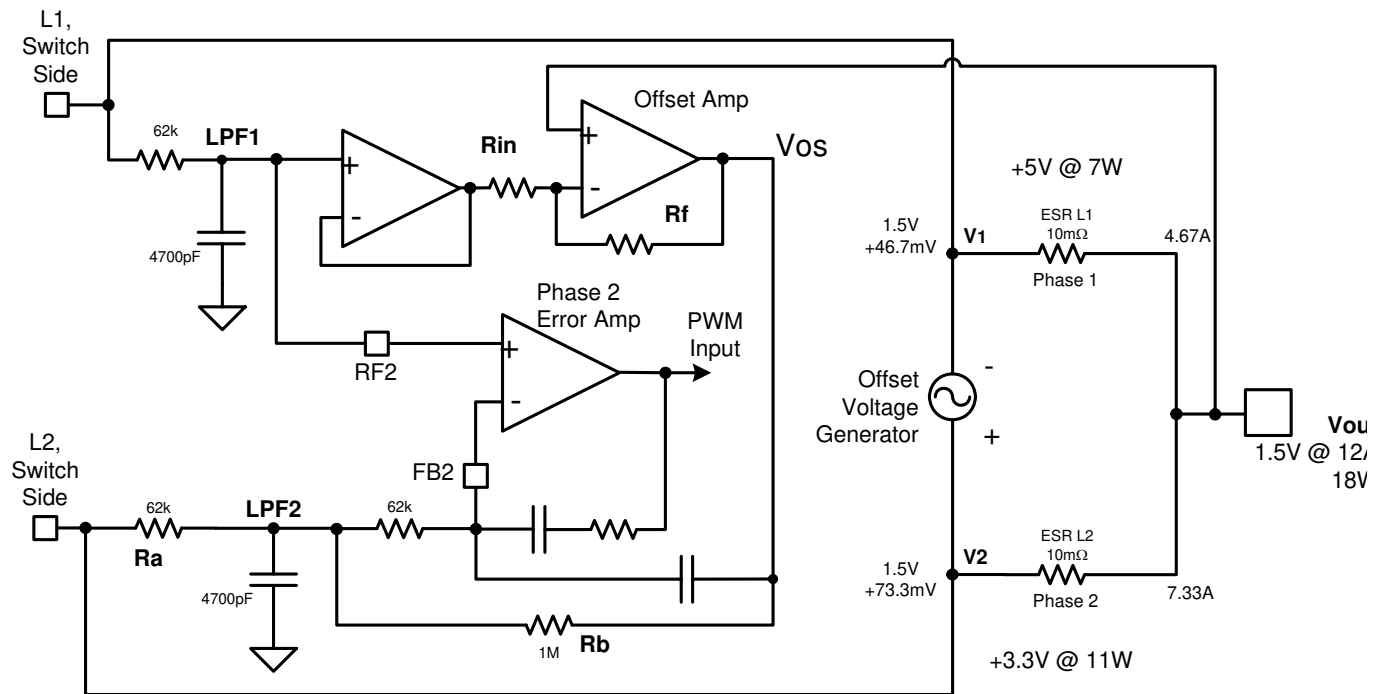 L1,
Switch
Side
62k
LPF1
4700pF
Rin
Offset Amp
Rf
Vos
Phase 2
Error Amp
PWM
Input
RF2
FB2
L2,
Switch
Side
62k
Ra
LPF2
4700pF
62k
1M
Rb
+5V @ 7W
1.5V
+46.7mV
V1
ESR L1
10mΩ
Phase 1
4.67A
Offset
Voltage
Generator
-
+
Vou
1.5V @ 12A
18W
1.5V
+73.3mV
V2
ESR L2
10mΩ
Phase 2
7.33A
+3.3V @ 11W